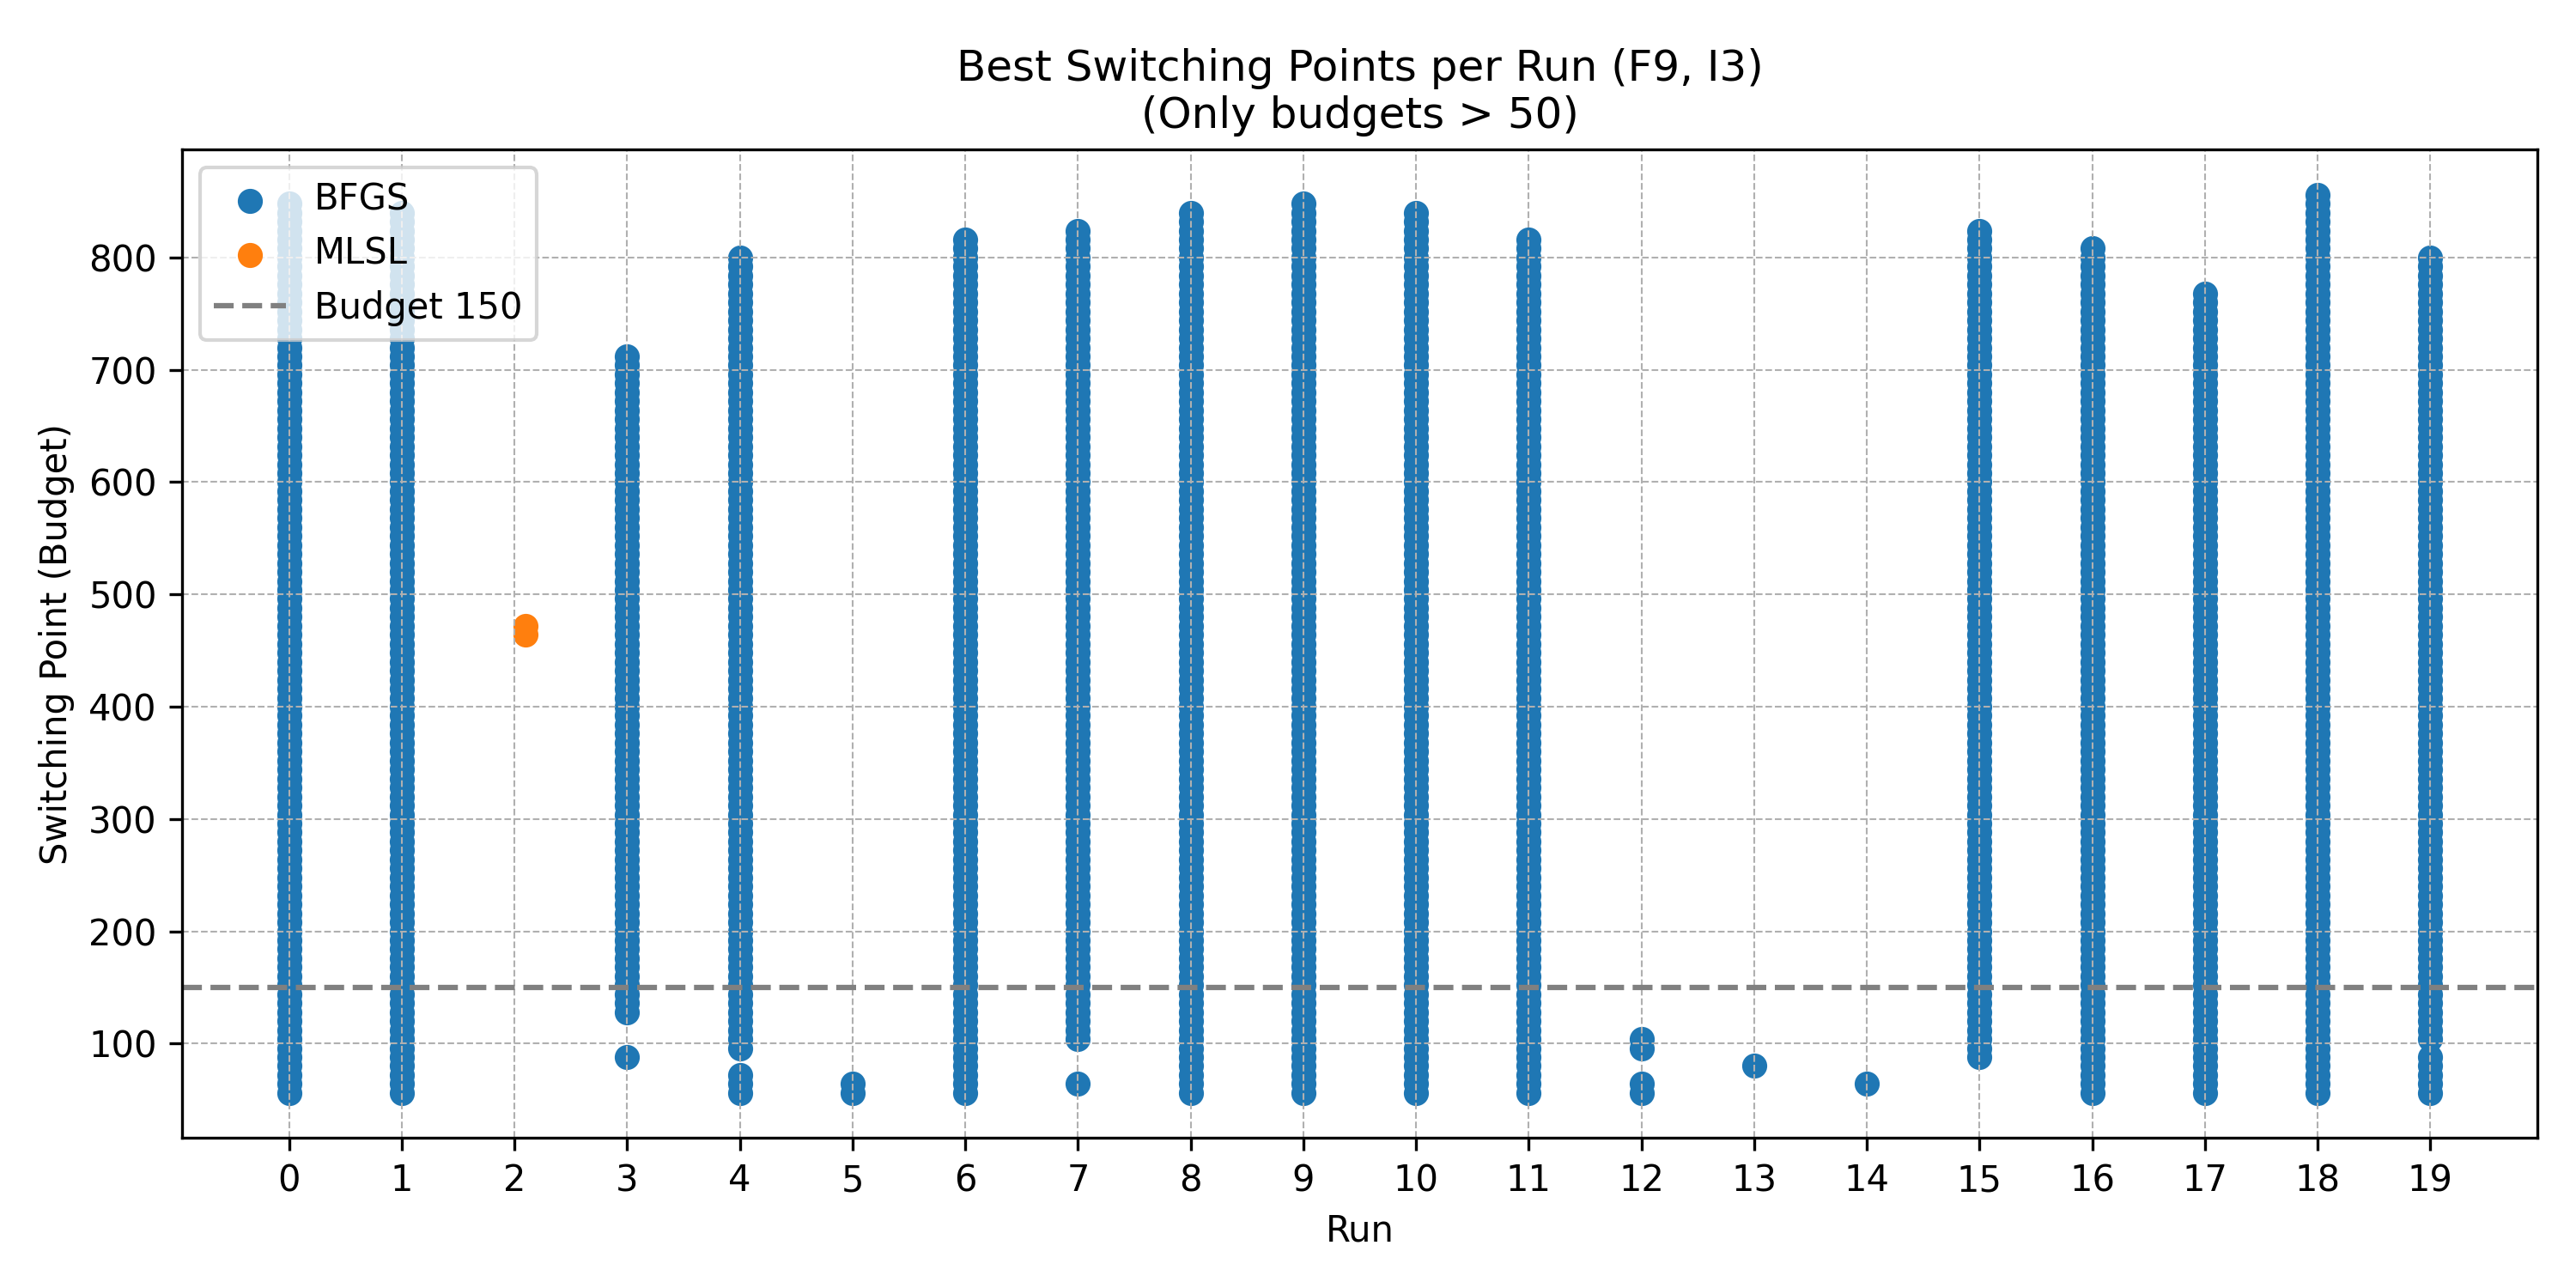 Best Switching Points per Run (F9, I3)
(Only budgets > 50)
BFGS
MLSL
Budget 150
Switching Point (Budget)
800
700
600
500
400
300
200
100
0 1 2 3 4 5 6 7 8 9 10 11 12 13 14 15 16 17 18 19
Run